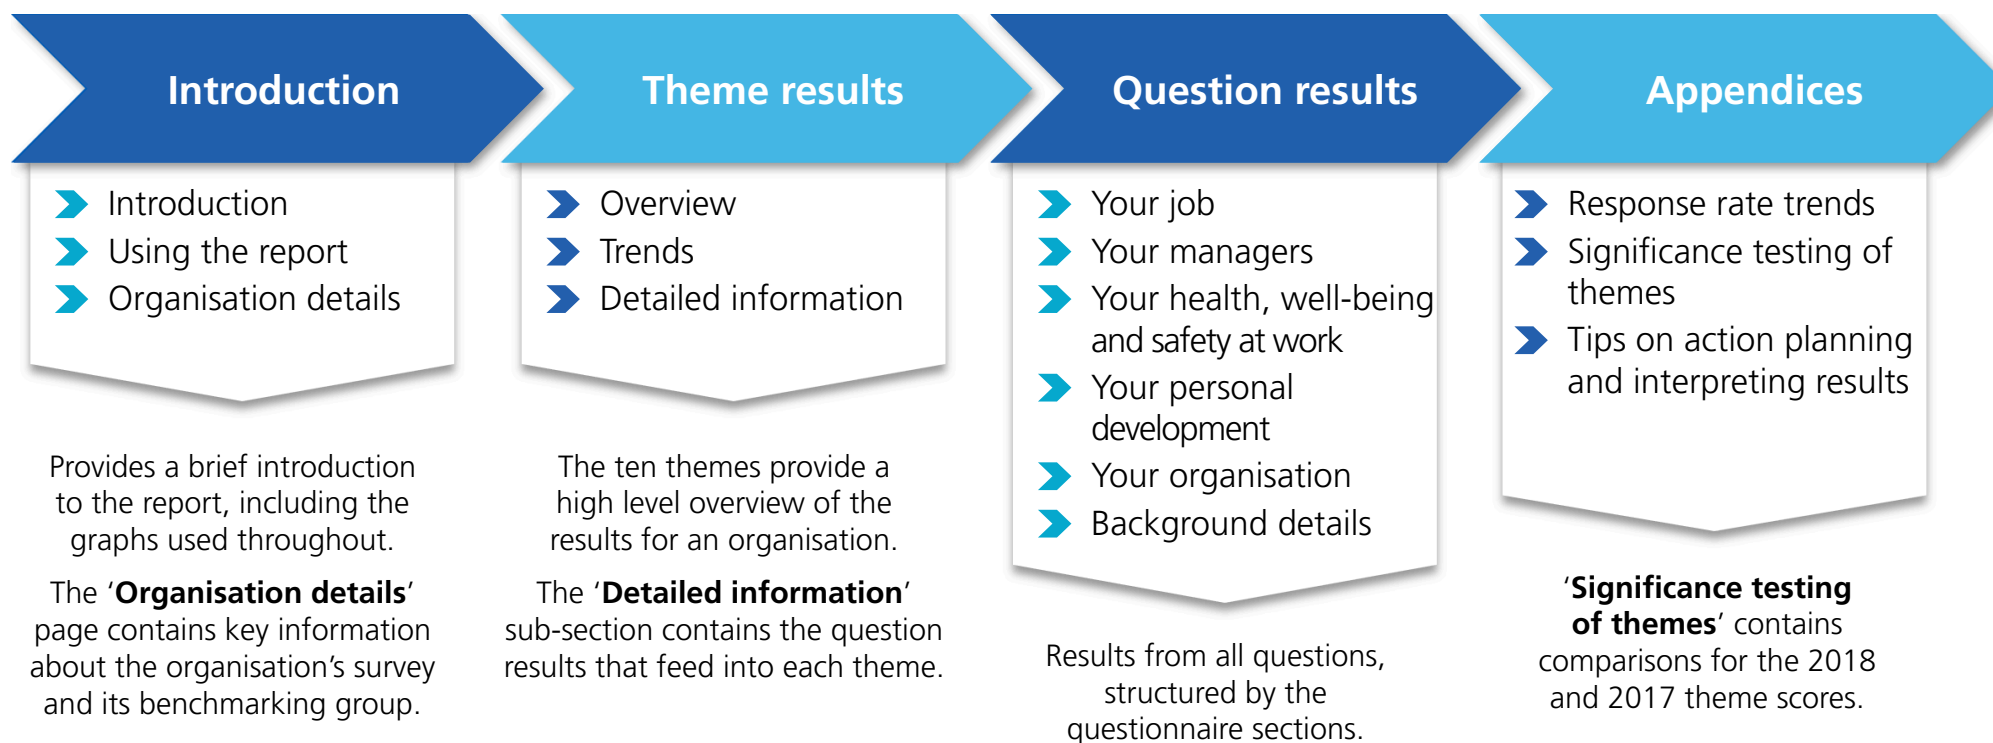 Introduction
Theme results
Question results
Appendices
Introduction
Using the report
Organisation details
Provides a brief introduction
to the report, including the
graphs used throughout.
The ‘Organisation details’
page contains key information
about the organisation’s survey
and its benchmarking group.
Overview
Trends
Detailed information
The ten themes provide a
high level overview of the
results for an organisation.
The ‘Detailed information’
sub-section contains the question
results that feed into each theme.
Your job
Your managers
Your health, well-being
and safety at work
Your personal
development
Your organisation
Background details
Results from all questions,
structured by the
questionnaire sections.
Response rate trends
Significance testing of
themes
Tips on action planning
and interpreting results
‘Significance testing
of themes’ contains
comparisons for the 2018
and 2017 theme scores.